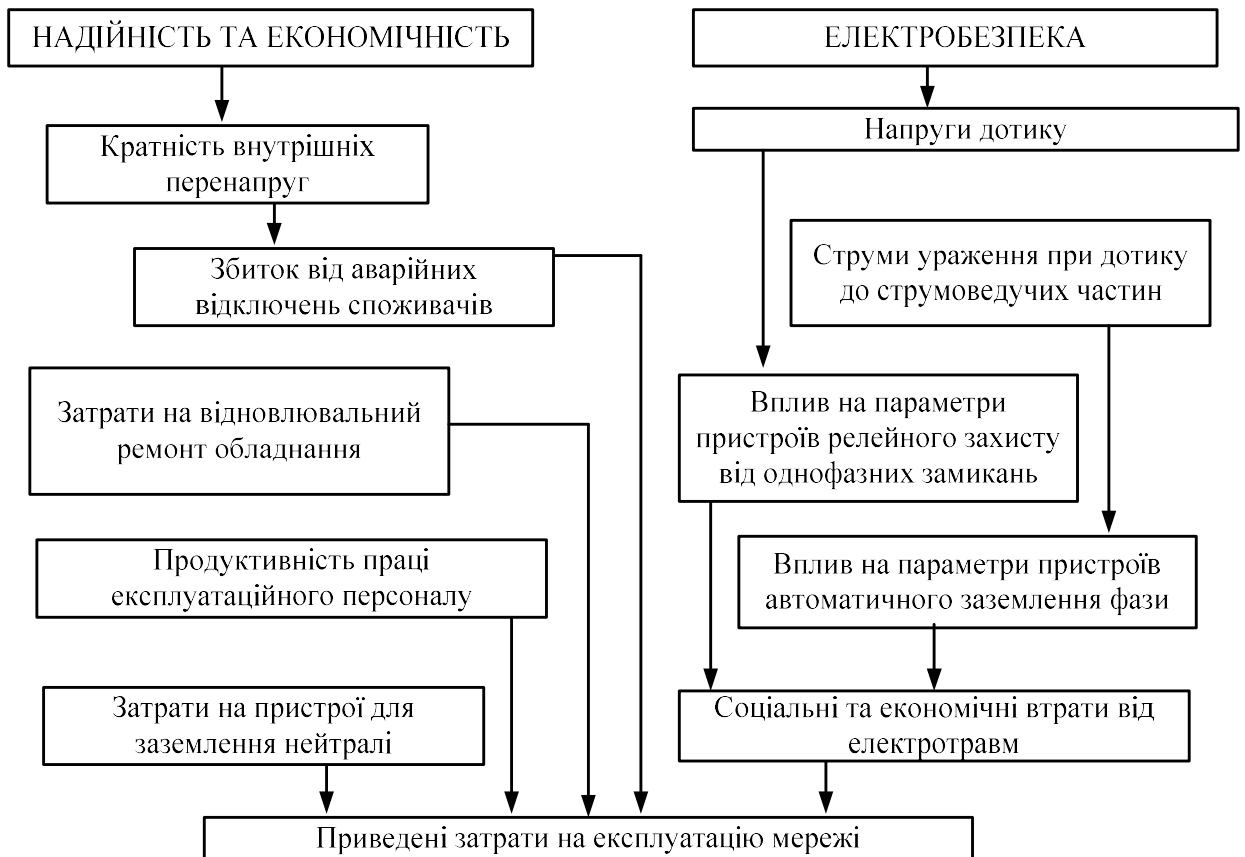 НАДІЙНІСТЬ ТА ЕКОНОМІЧНІСТЬ
Кратність внутрішніх
перенапруг
Збиток від аварійних
відключень споживачів
Затрати на відновлювальний
ремонт обладнання
Продуктивність праці
експлуатаційного персоналу
Затрати на пристрої для
заземлення нейтралі
ЕЛЕКТРОБЕЗПЕКА
Напруги дотику
Струми ураження при дотику
до струмоведучих частин
Вплив на параметри
пристроїв релейного захисту
від однофазних замикань
Вплив на параметри пристроїв
автоматичного заземлення фази
Соціальні та економічні втрати від
електротравм
Приведені затрати на експлуатацію мережі